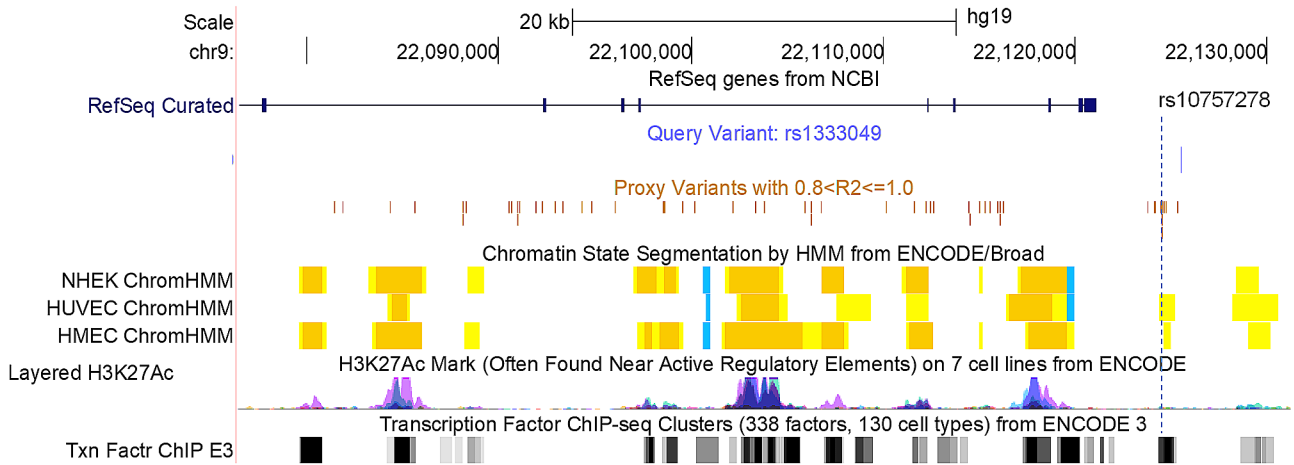 Scale 20 kb hg19
chr9: 22,090,000 22,100,000 22,110,000 22,120,000 22,130,000
RefSeq genes from NCBI
RefSeq Curated rs10757278
Query Variant: rs1333049
Proxy Variants with 0.8<R2<=1.0
Chromatin State Segmentation by HMM from ENCODE/Broad
NHEK ChromHMM
HUVEC ChromHMM
HMEC ChromHMM
H3K27Ac Mark (Often Found Near Active Regulatory Elements) on 7 cell lines from ENCODE
Layered H3K27Ac
Transcription Factor ChIP-seq Clusters (338 factors, 130 cell types) from ENCODE 3
Txn Factr ChIP E3